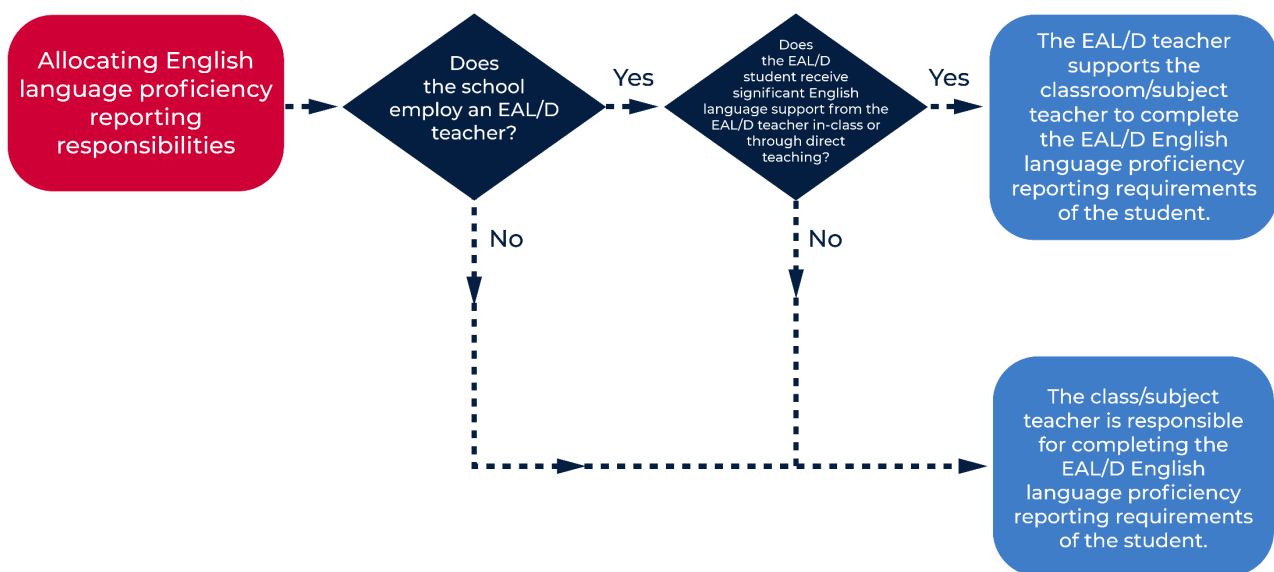 Allocating English
language proficiency
reporting
responsibilities
Does
the school
employ an EAL/D
teacher?
Yes
Does
the EAL/D
student receive
significant English
language support from the
EAL/D teacher in-class or
through direct
teaching?
Yes
The EAL/D teacher
supports the
classroom/subject
teacher to complete
the EAL/D English
language proficiency
reporting requirements
of the student.
No
No
The class/subject
teacher is responsible
for completing the
EAL/D English
language proficiency
reporting requirements
of the student.